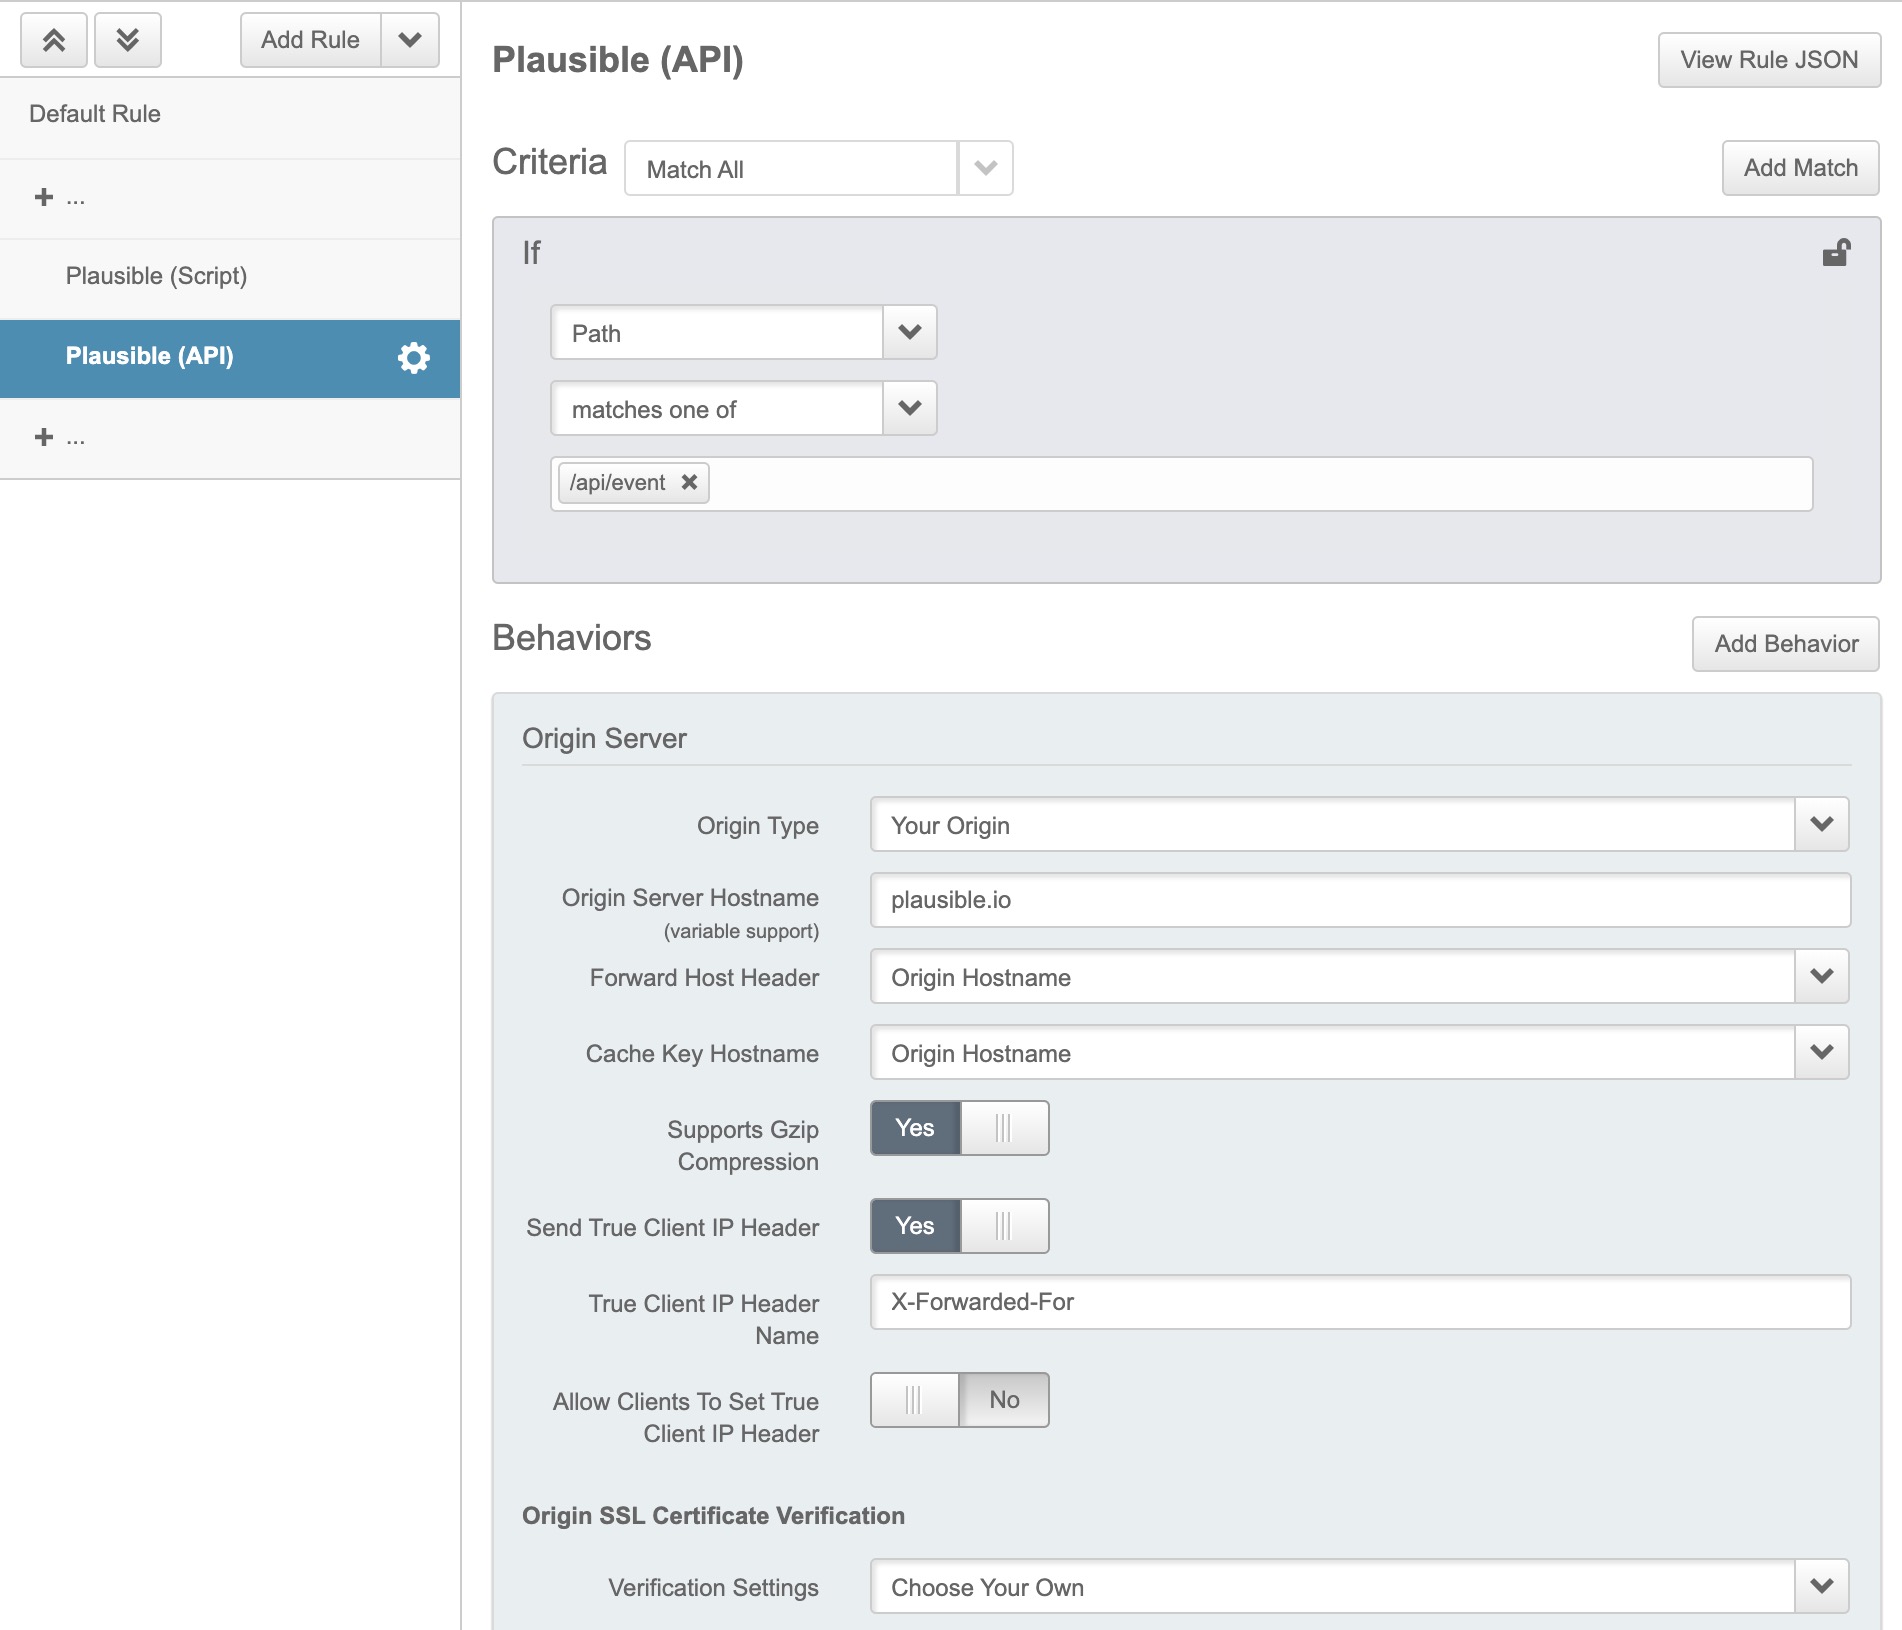 Add Rule
Default Rule
...
Plausible (Script)
Plausible (API)
...
Plausible (API)
View Rule JSON
Criteria
Match All
Add Match
If
Path
matches one of
/api/event
Behaviors
Add Behavior
Origin Server
Origin Type
Your Origin
Origin Server Hostname
(variable support)
plausible.io
Forward Host Header
Origin Hostname
Cache Key Hostname
Origin Hostname
Supports Gzip
Compression
Yes
Send True Client IP Header
Yes
True Client IP Header
Name
X-Forwarded-For
Allow Clients To Set True
Client IP Header
No
Origin SSL Certificate Verification
Verification Settings
Choose Your Own